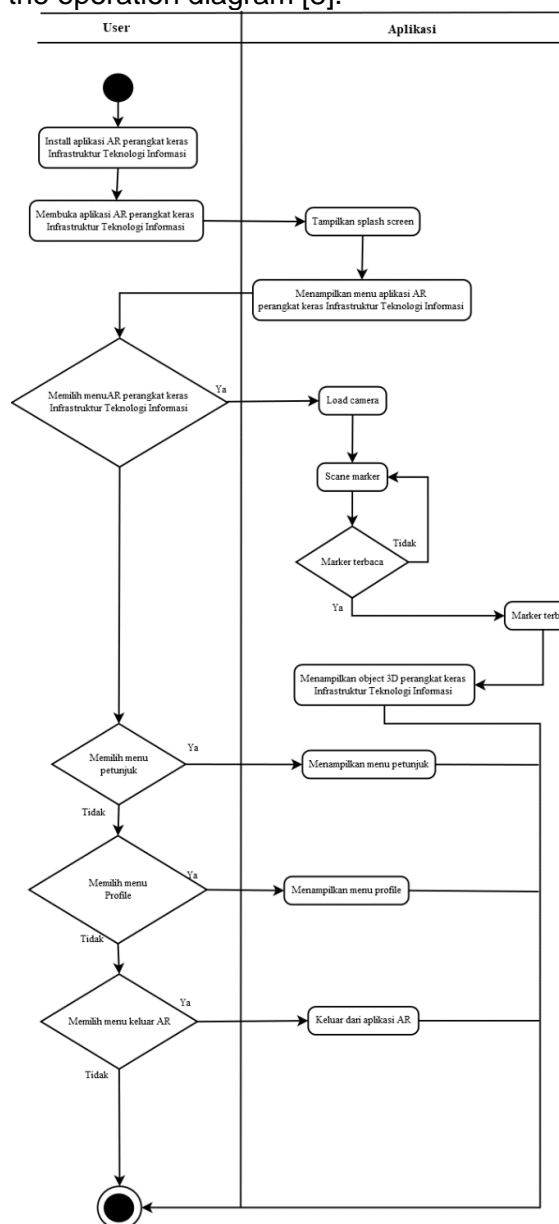 the operation diagram [5].
User
Aplikasi
Install aplikasi AR perangkat keras
Infrastruktur Teknologi Informasi
Membuka aplikasi AR perangkat keras
Infrastruktur Teknologi Informasi
Tampilkan splash screen
Menampilkan menu aplikasi AR
perangkat keras Infrastruktur Teknologi Informasi
Memilih menuAR perangkat keras
Infrastruktur Teknologi Informasi
Ya
Load camera
Scane marker
Tidak
Marker terbaca
Ya
Marker terb
Menampilkan object 3D perangkat keras
Infrastruktur Teknologi Informasi
Memilih menu
petunjuk
Ya
Menampilkan menu petunjuk
Tidak
Memilih menu
Profile
Ya
Menampilkan menu profile
Tidak
Memilih menu keluar AR
Ya
Keluar dari aplikasi AR
Tidak